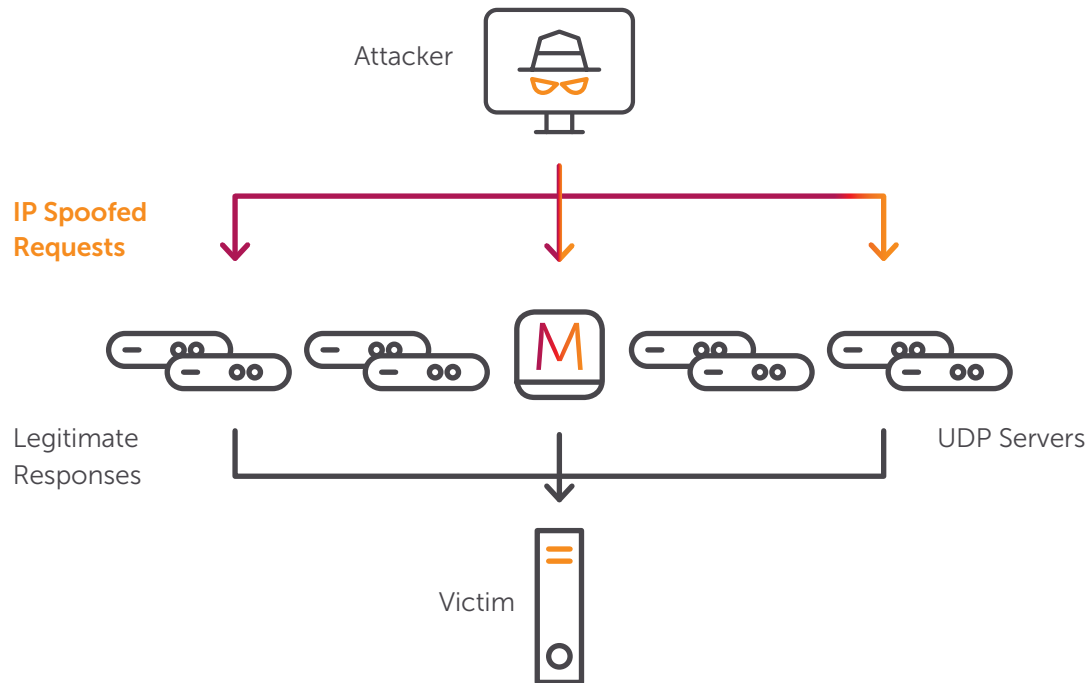 Attacker
IP Spoofed
Requests
M
Legitimate
Responses
UDP Servers
Victim